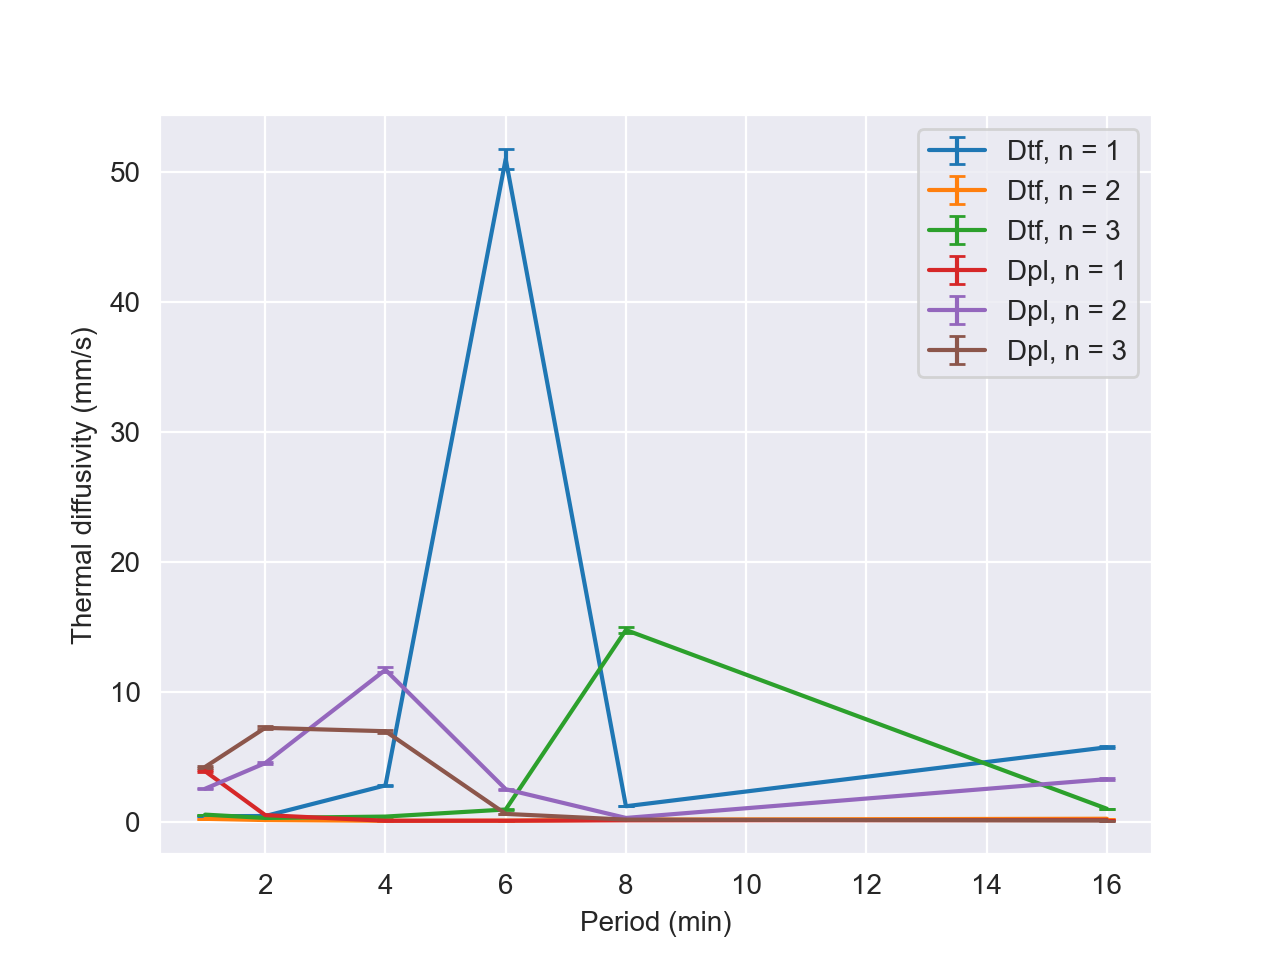 50
40
30
20
10
0
Thermal diffusivity (mm/s)
2 4 6 8 10 12 14 16
Period (min)
Dtf, n = 1
Dtf, n = 2
Dtf, n = 3
Dpl, n = 1
Dpl, n = 2
Dpl, n = 3